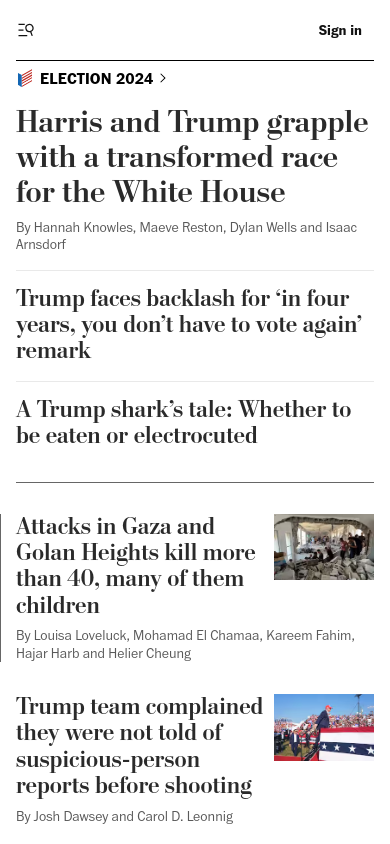 Sign in
ELECTION 2024
Harris and Trump grapple
with a transformed race
for the White House
By Hannah Knowles, Maeve Reston, Dylan Wells and Isaac
Arnsdorf
Trump faces backlash for ‘in four
years, you don’t have to vote again’
remark
A Trump shark’s tale: Whether to
be eaten or electrocuted
Attacks in Gaza and
Golan Heights kill more
than 40, many of them
children
By Louisa Loveluck, Mohamad El Chamaa, Kareem Fahim,
Hajar Harb and Helier Cheung
Trump team complained
they were not told of
suspicious-person
reports before shooting
By Josh Dawsey and Carol D. Leonnig